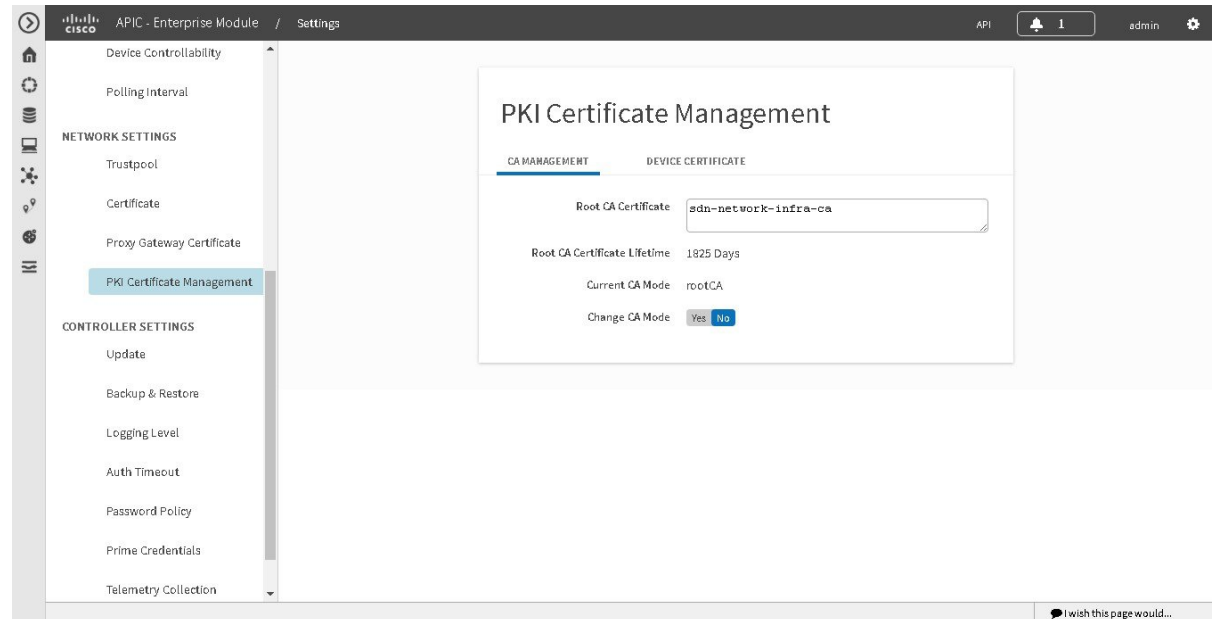 CISCO APIC - Enterprise Module / Settings API 1 admin
Device Controllability
Polling Interval
NETWORK SETTINGS
Trustpool
Certificate
Proxy Gateway Certificate
PKI Certificate Management
CONTROLLER SETTINGS
Update
Backup & Restore
Logging Level
Auth Timeout
Password Policy
Prime Credentials
Telemetry Collection
PKI Certificate Management
CA MANAGEMENT DEVICE CERTIFICATE
Root CA Certificate sdn-network-infra-ca
Root CA Certificate Lifetime 1825 Days
Current CA Mode rootCA
Change CA Mode Yes No
I wish this page would...